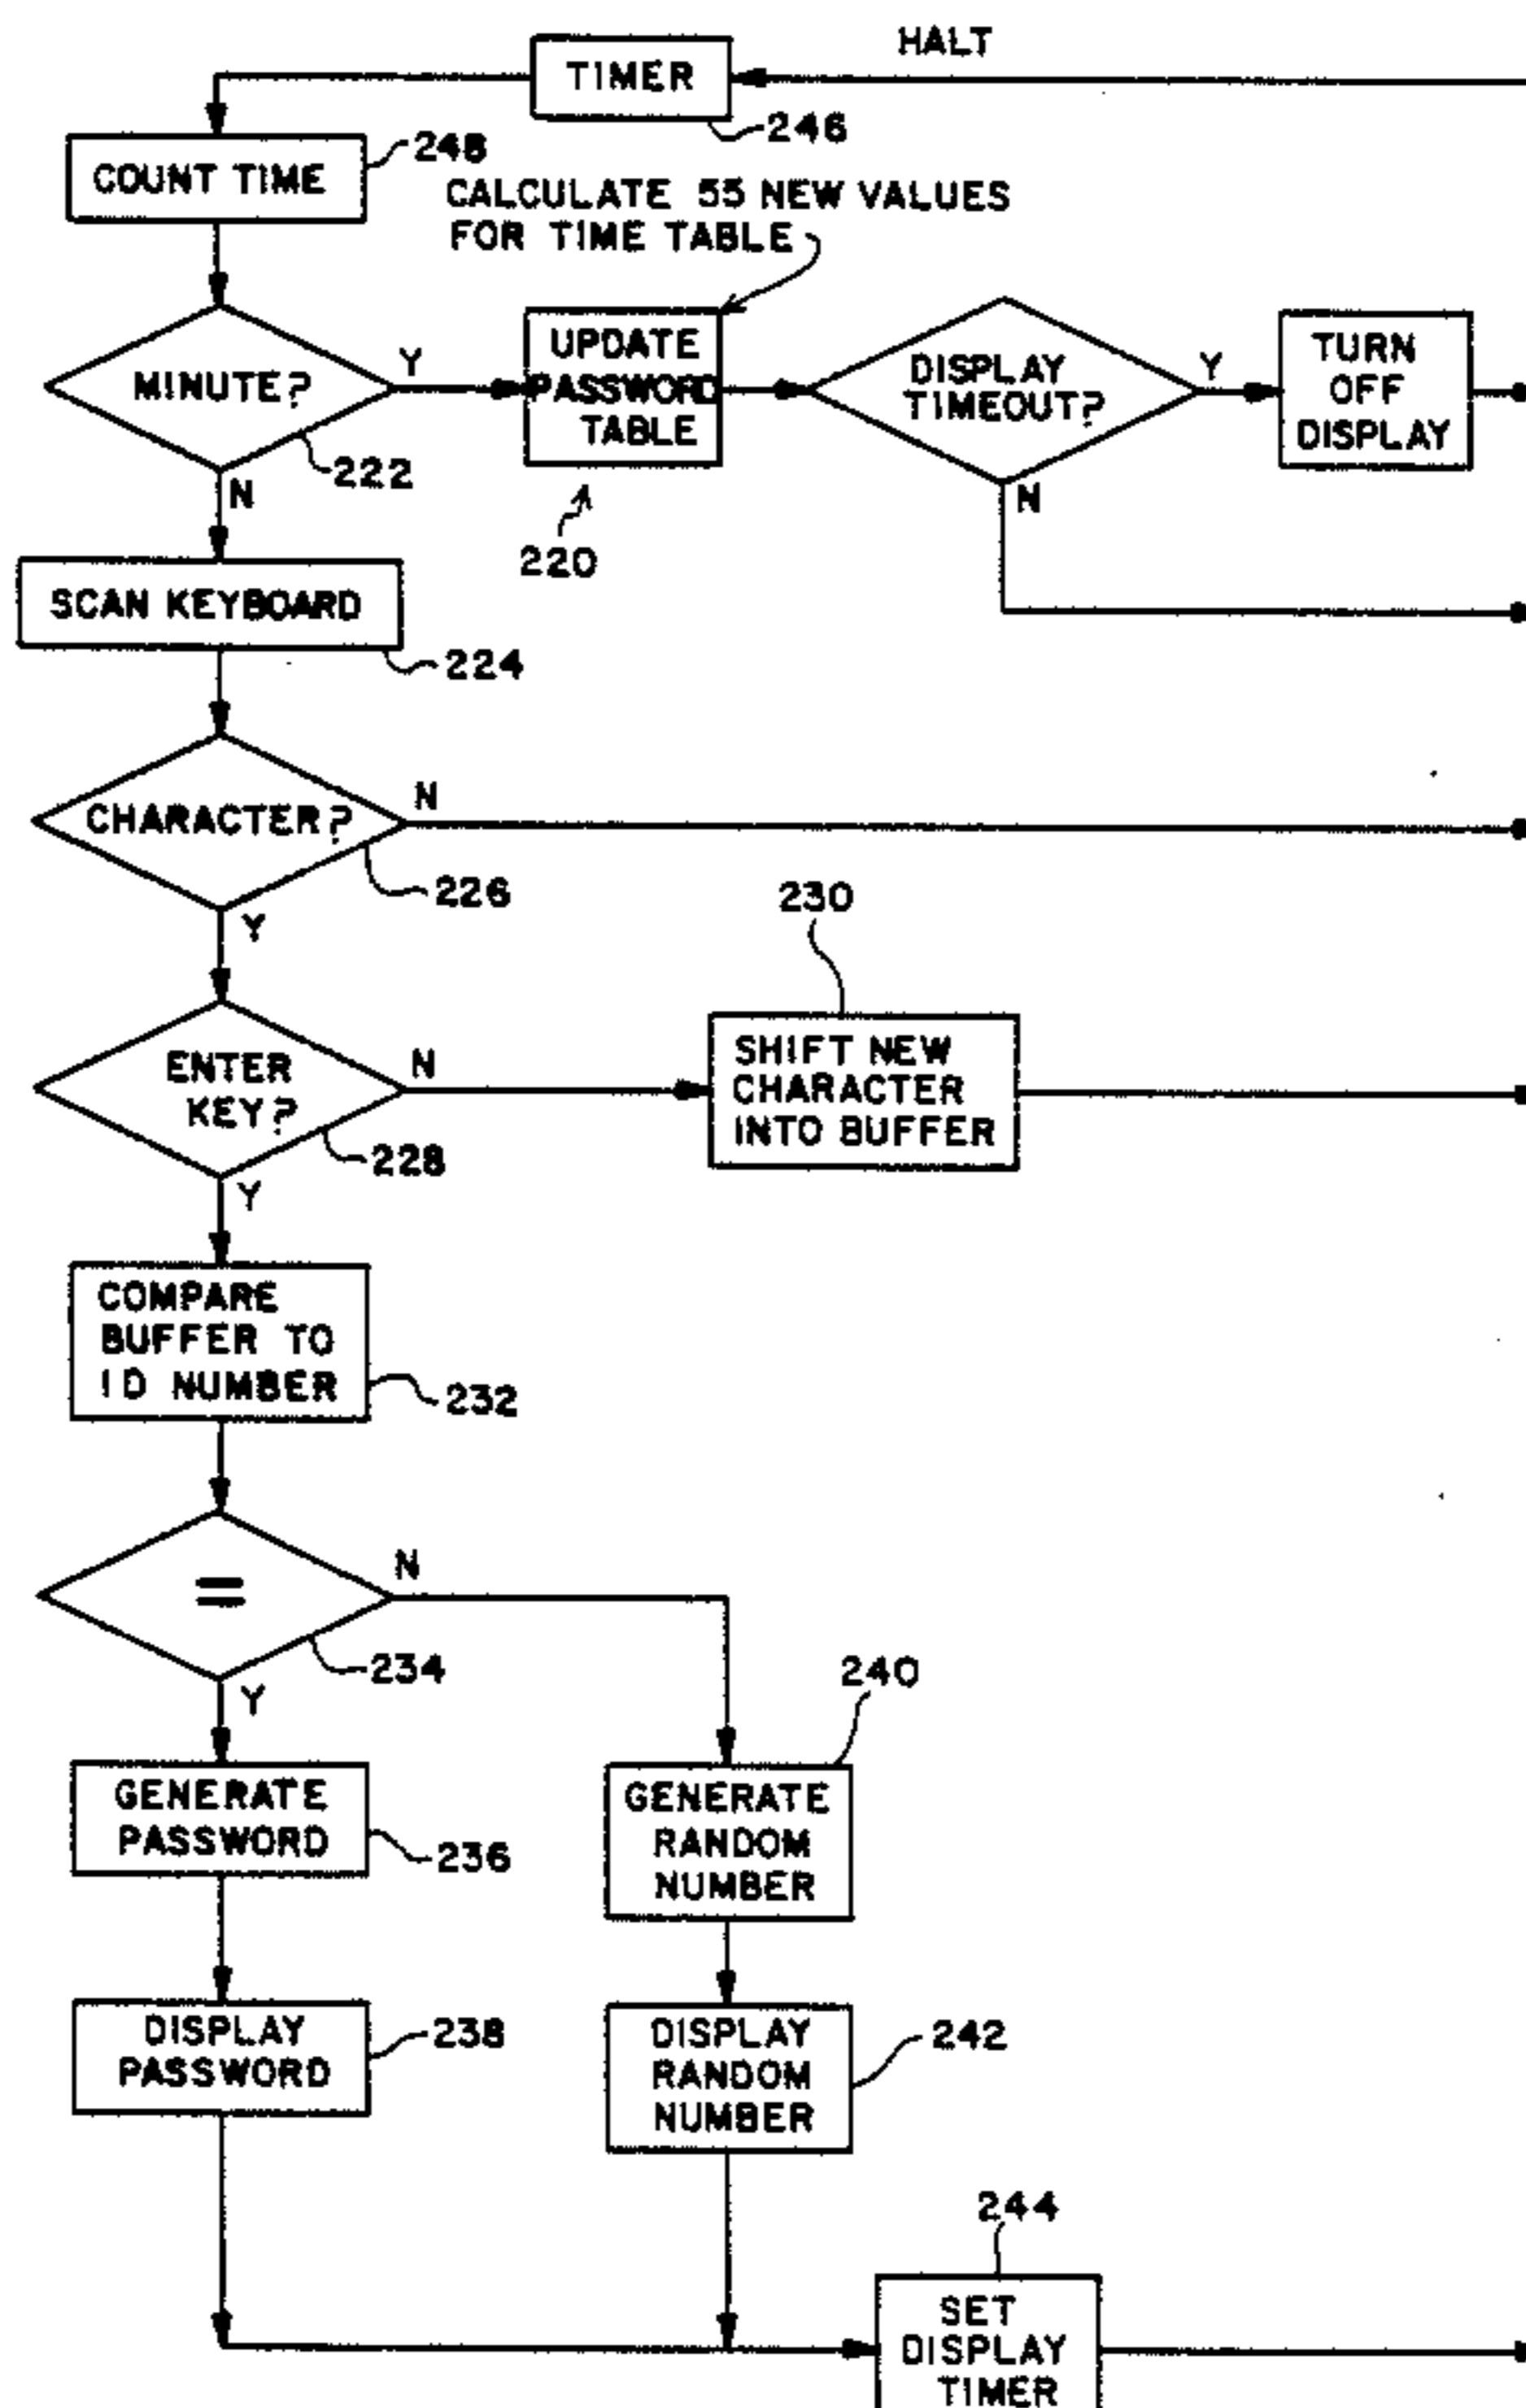 HALT
TIMER
246
248
COUNT TIME
CALCULATE 55 NEW VALUES
FOR TIME TABLE
MINUTE?
Y
222
N
UPDATE
PASSWORD
TABLE
220
DISPLAY
TIMEOUT?
Y
N
TURN
OFF
DISPLAY
SCAN KEYBOARD
224
CHARACTER?
N
226
Y
ENTER
KEY?
N
228
Y
230
SHIFT NEW
CHARACTER
INTO BUFFER
COMPARE
BUFFER TO
ID NUMBER
232
=
N
234
Y
240
GENERATE
PASSWORD
236
GENERATE
RANDOM
NUMBER
DISPLAY
PASSWORD
238
DISPLAY
RANDOM
NUMBER
242
244
SET
DISPLAY
TIMER